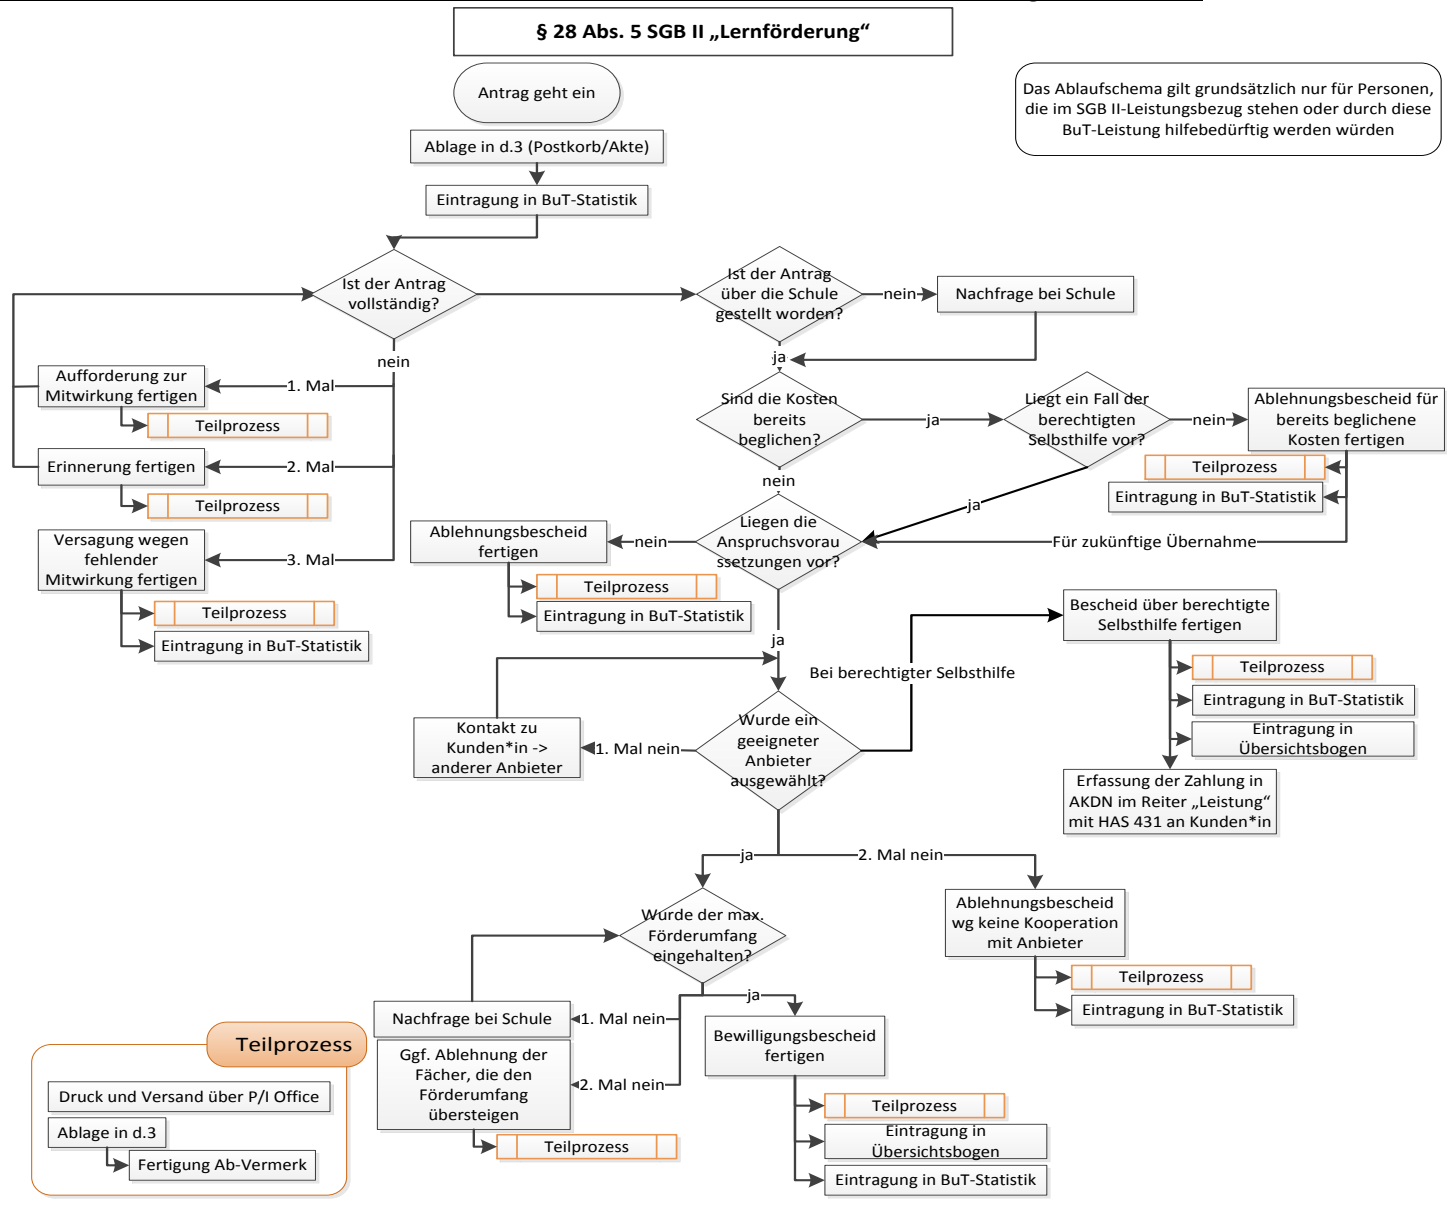 § 28 Abs. 5 SGB II „Lernförderung“
Antrag geht ein
Das Ablaufschema gilt grundsätzlich nur für Personen,
die im SGB II-Leistungsbezug stehen oder durch diese
BuT-Leistung hilfebedürftig werden würden
Ablage in d.3 (Postkorb/Akte)
Eintragung in BuT-Statistik
Ist der Antrag
vollständig?
Ist der Antrag
über die Schule
gestellt worden?
nein
Nachfrage bei Schule
nein
ja
Aufforderung zur
Mitwirkung fertigen
1. Mal
Teilprozess
Erinnerung fertigen
2. Mal
Teilprozess
Versagung wegen
fehlender
Mitwirkung fertigen
3. Mal
Teilprozess
Eintragung in BuT-Statistik
Sind die Kosten
bereits
beglichen?
ja
Liegt ein Fall der
berechtigten
Selbsthilfe vor?
nein
Ablehnungsbescheid für
bereits beglichene
Kosten fertigen
Teilprozess
Eintragung in BuT-Statistik
nein
ja
Für zukünftige Übernahme
Liegen die
Anspruchsvorau
ssetzungen vor?
nein
Ablehnungsbescheid
fertigen
Teilprozess
Eintragung in BuT-Statistik
ja
Bei berechtigter Selbsthilfe
Bescheid über berechtigte
Selbsthilfe fertigen
Teilprozess
Eintragung in BuT-Statistik
Eintragung in
Übersichtsbogen
Erfassung der Zahlung in
AKDN im Reiter „Leistung“
mit HAS 431 an Kunden*in
Wurde ein
geeigneter
Anbieter
ausgewählt?
1. Mal nein
Kontakt zu
Kunden*in ->
anderer Anbieter
ja
2. Mal nein
Ablehnungsbescheid
wg keine Kooperation
mit Anbieter
Teilprozess
Eintragung in BuT-Statistik
Wurde der max.
Förderumfang
eingehalten?
ja
1. Mal nein
Nachfrage bei Schule
2. Mal nein
Ggf. Ablehnung der
Fächer, die den
Förderumfang
übersteigen
Teilprozess
Bewilligungsbescheid
fertigen
Teilprozess
Eintragung in
Übersichtsbogen
Eintragung in BuT-Statistik
Teilprozess
Druck und Versand über P/I Office
Ablage in d.3
Fertigung Ab-Vermerk